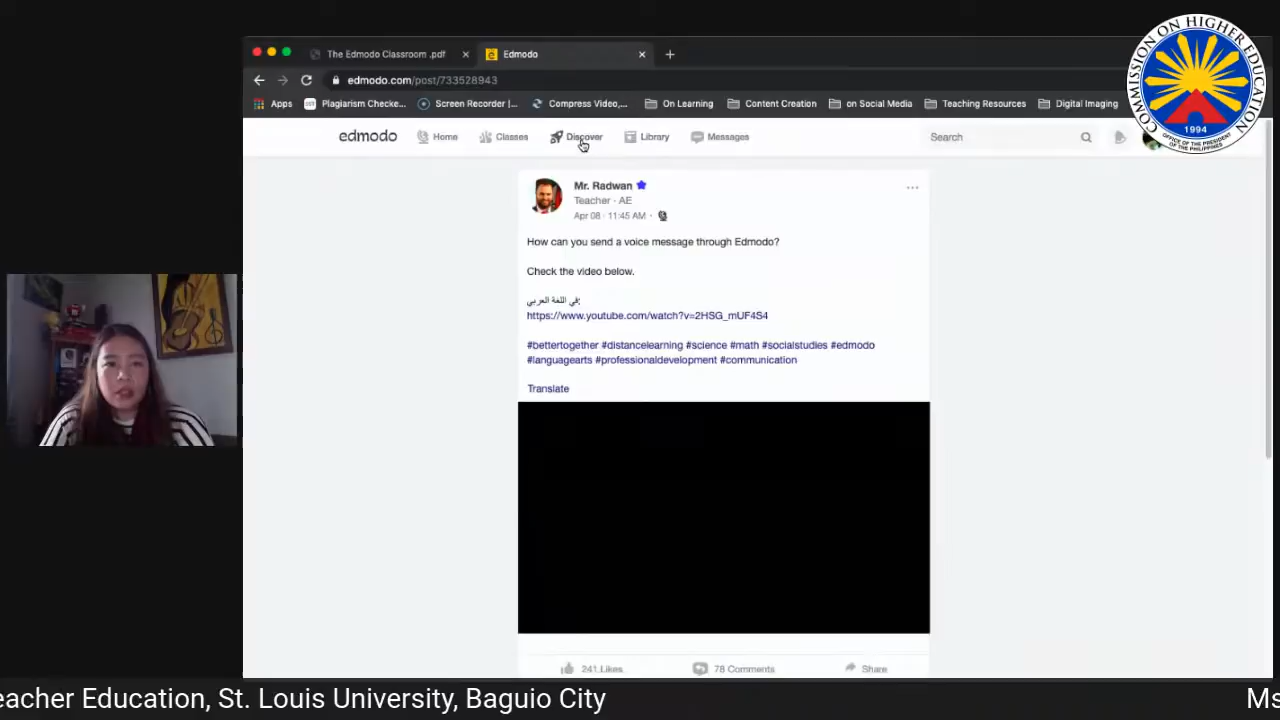 The Edmodo Classroom .pdf
Edmodo
edmodo.com/post/733528943
Apps
Plagiarism Checke...
Screen Recorder |...
Compress Video,...
On Learning
Content Creation
on Social Media
Teaching Resources
Digital Imaging
COMMISSION ON HIGHER EDUCATION
1994
OFFICE OF THE PRESIDENT
OF THE PHILIPPINES
edmodo
Home
Classes
Discover
Library
Messages
Search
Mr. Radwan
Teacher · AE
Apr 08 · 11:45 AM ·
How can you send a voice message through Edmodo?
Check the video below.
في اللغة العربي:
https://www.youtube.com/watch?v=2HSG_mUF4S4
#bettertogether #distancelearning #science #math #socialstudies #edmodo
#languagearts #professionaldevelopment #communication
Translate
241 Likes
78 Comments
Share
eacher Education, St. Louis University, Baguio City
Ms